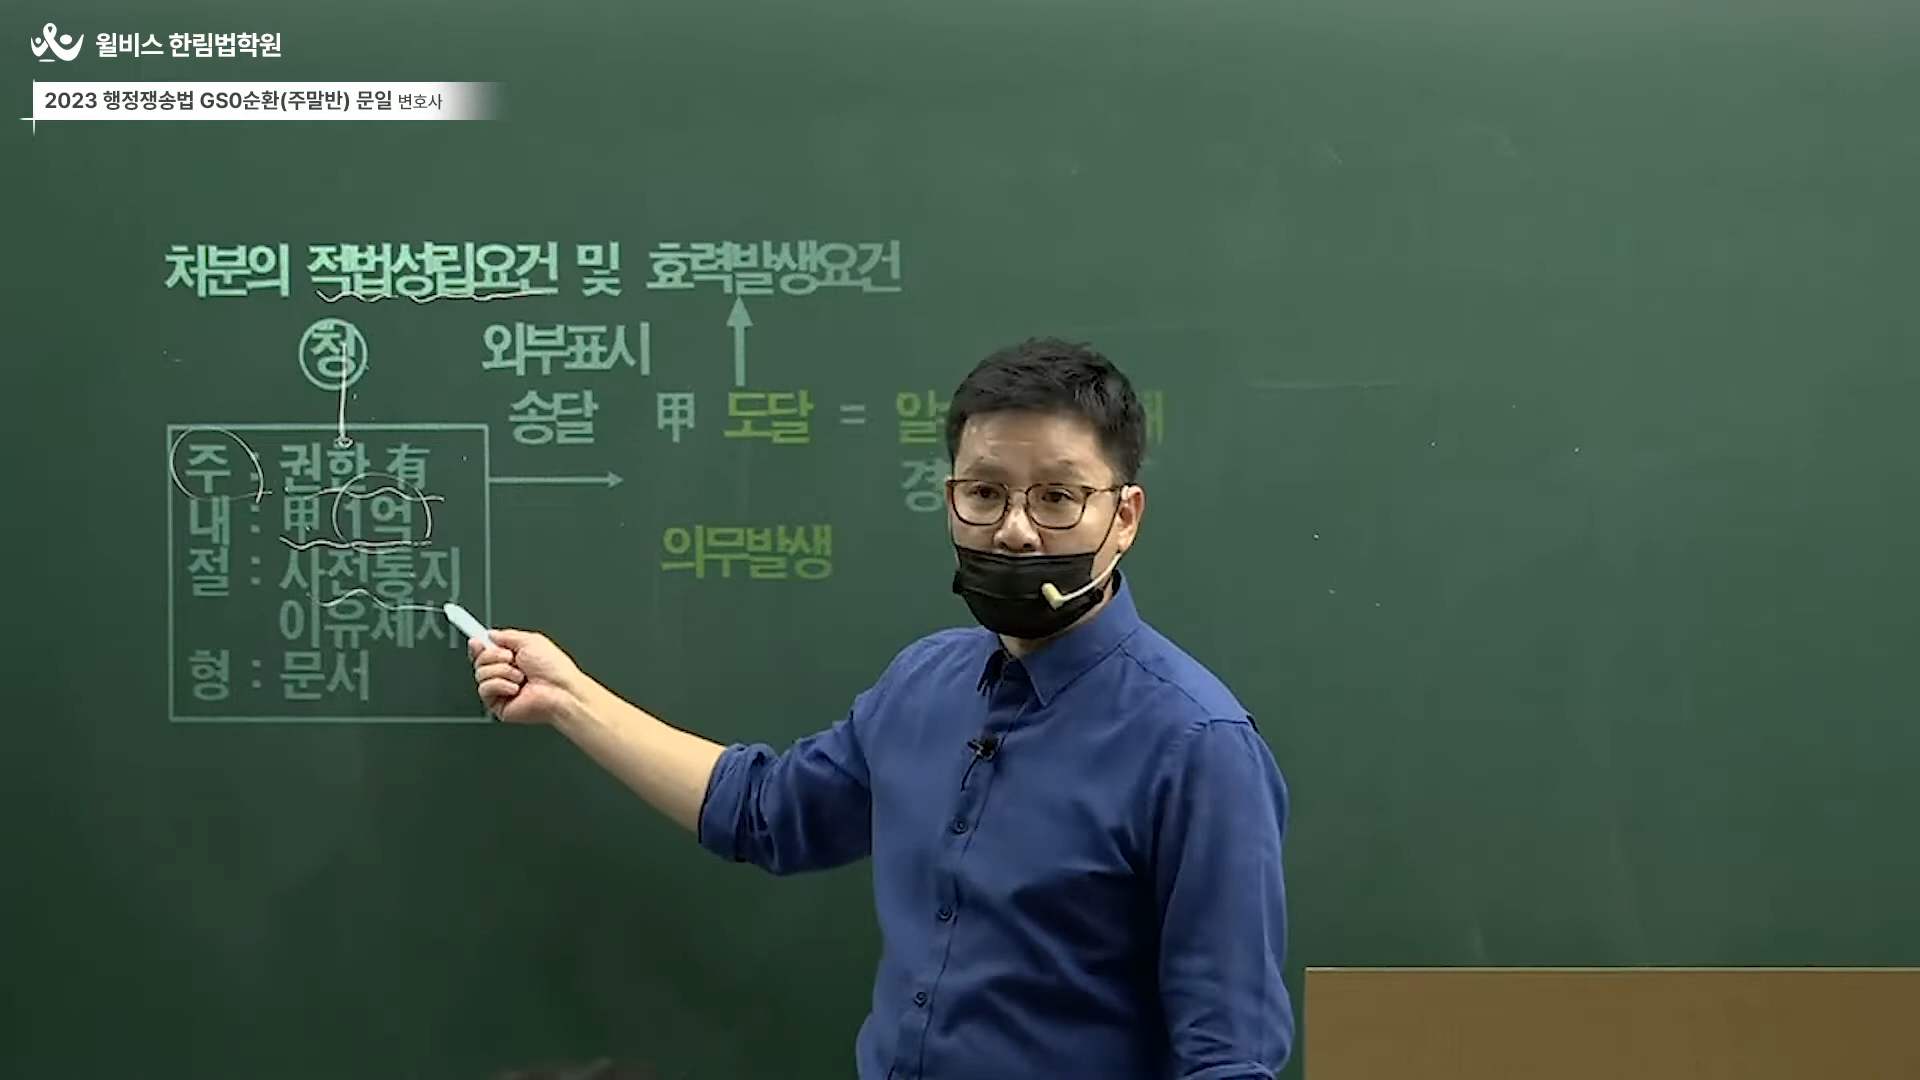 윌비스 한림법학원
2023 행정쟁송법 GS0순환(주말반) 문일 변호사
처분의 적법성립요건 및 효력발생요건
청 외부표시
송달 甲 도달 =
주 : 권한 有
내 : 甲 1억
절 : 사전통지
이유제시
형 : 문서
의무발생